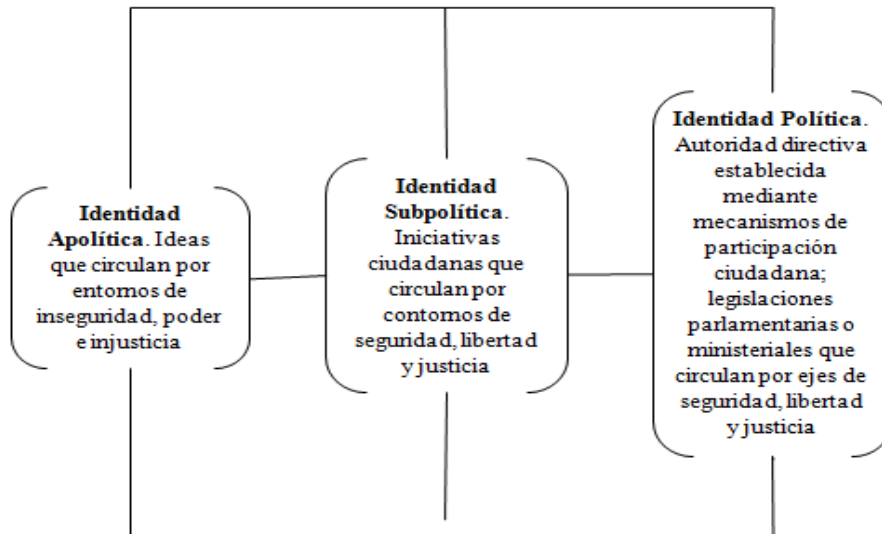 Identidad
Apolítica. Ideas
que circulan por
entornos de
inseguridad, poder
e injusticia
Identidad
Subpolítica.
Iniciativas
ciudadanas que
circulan por
contornos de
seguridad, libertad
y justicia
Identidad Política.
Autoridad directiva
establecida
mediante
mecanismos de
participación
ciudadana;
legislaciones
parlamentarias o
ministeriales que
circulan por ejes de
seguridad, libertad
y justicia